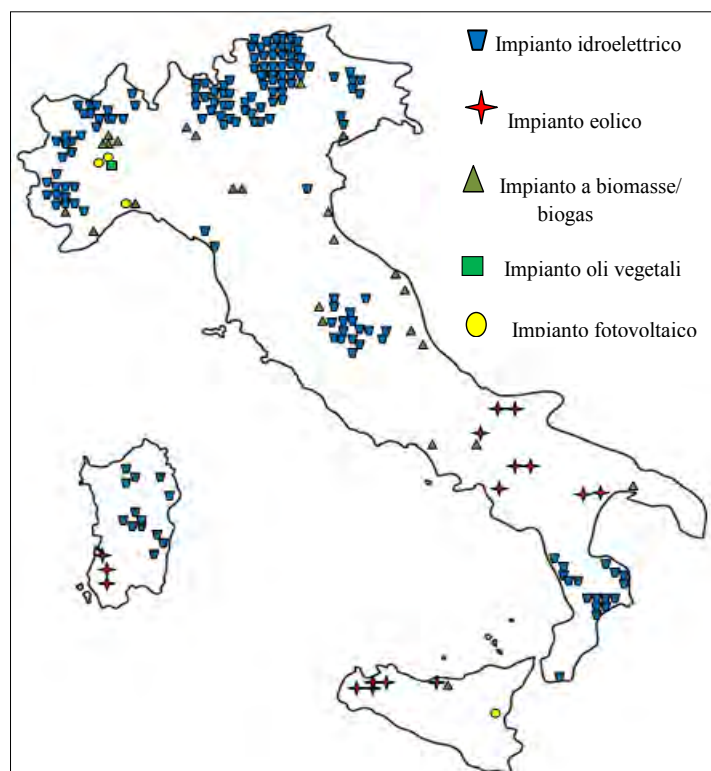 Impianto idroelettrico
Impianto eolico
Impianto a biomasse/
biogas
Impianto oli vegetali
Impianto fotovoltaico